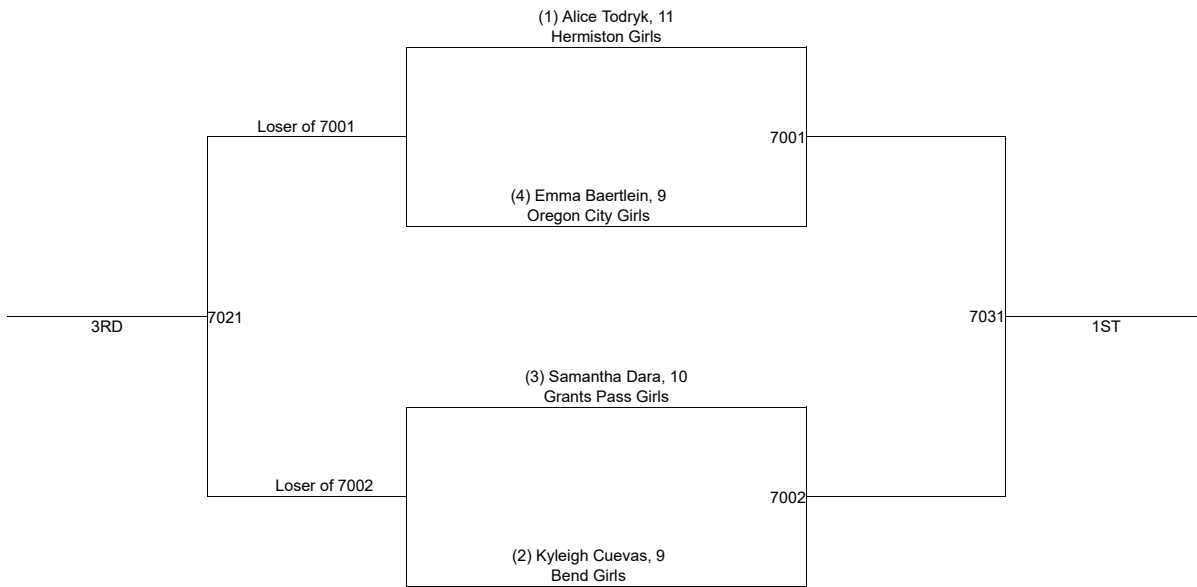 (1) Alice Todryk, 11
Hermiston Girls
Loser of 7001
7001
(4) Emma Baertlein, 9
Oregon City Girls
3RD
7021
7031
1ST
(3) Samantha Dara, 10
Grants Pass Girls
Loser of 7002
7002
(2) Kyleigh Cuevas, 9
Bend Girls